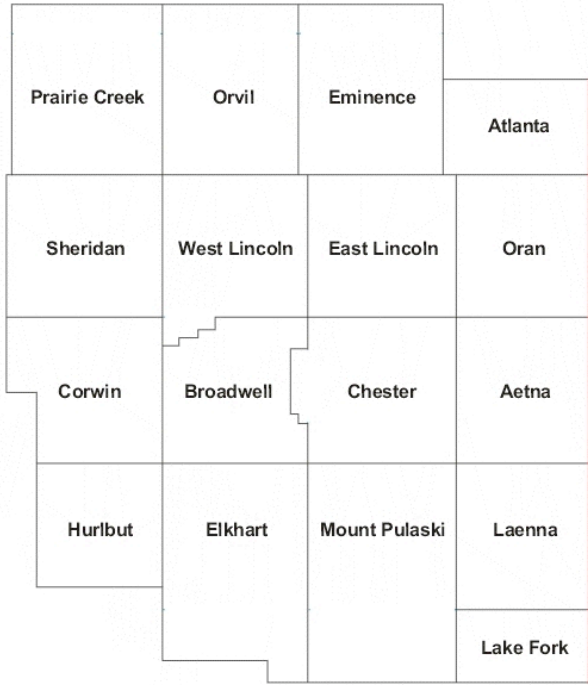 Prairie Creek
Orvil
Eminence
Atlanta
Sheridan
West Lincoln
East Lincoln
Oran
Corwin
Broadwell
Chester
Aetna
Hurlbut
Elkhart
Mount Pulaski
Laenna
Lake Fork